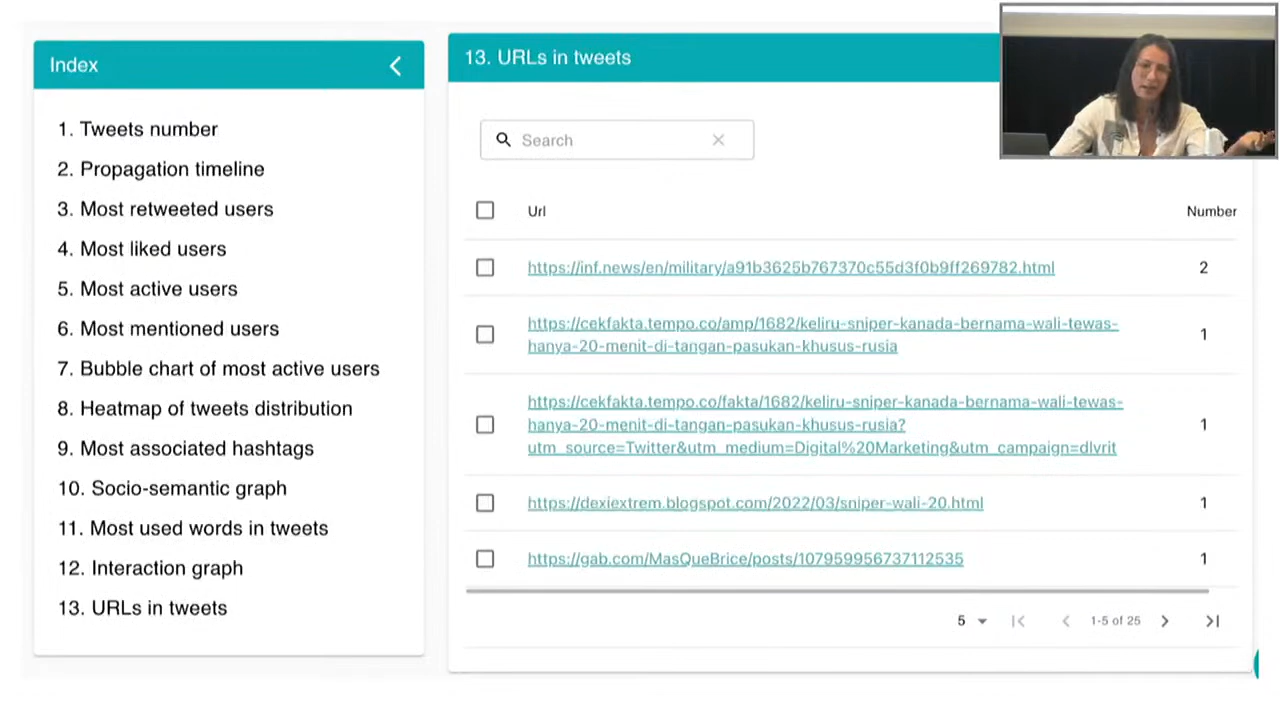 Index
1. Tweets number
2. Propagation timeline
3. Most retweeted users
4. Most liked users
5. Most active users
6. Most mentioned users
7. Bubble chart of most active users
8. Heatmap of tweets distribution
9. Most associated hashtags
10. Socio-semantic graph
11. Most used words in tweets
12. Interaction graph
13. URLs in tweets
13. URLs in tweets
Search
Url Number
https://inf.news/en/military/a91b3625b767370c55d3f0b9ff269782.html 2
https://cekfakta.tempo.co/amp/1682/keliru-sniper-kanada-bernama-wali-tewas-
hanya-20-menit-di-tangan-pasukan-khusus-rusia 1
https://cekfakta.tempo.co/fakta/1682/keliru-sniper-kanada-bernama-wali-tewas-
hanya-20-menit-di-tangan-pasukan-khusus-rusia? 1
utm_source=Twitter&utm_medium=Digital%20Marketing&utm_campaign=dlvrit
https://dexiextrem.blogspot.com/2022/03/sniper-wali-20.html 1
https://gab.com/MasQueBrice/posts/107959956737112535 1
5 1-5 of 25